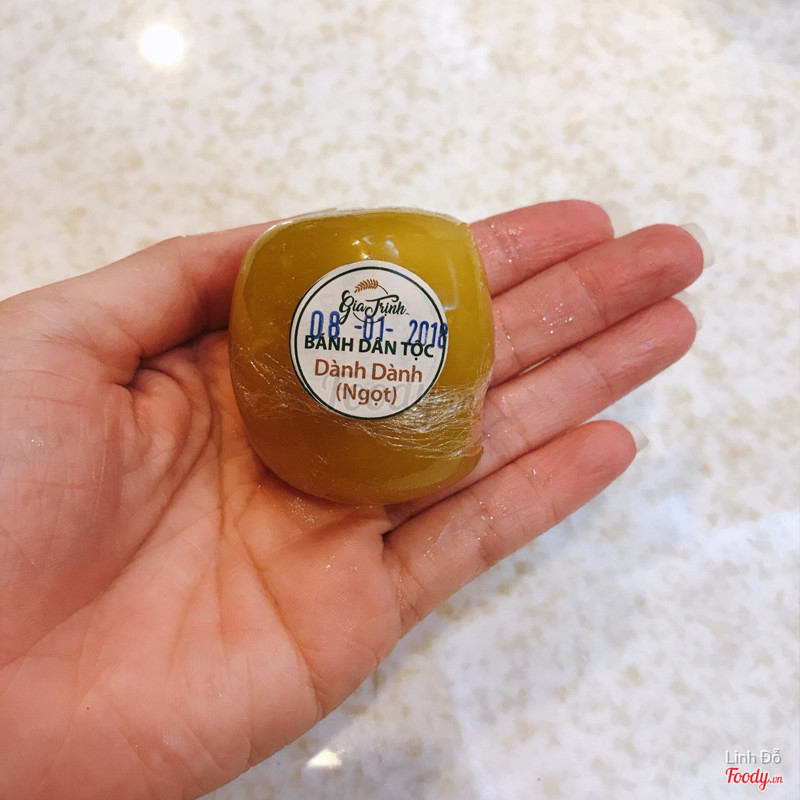 Gia Trịnh
08 -01- 2018
BÁNH DÂN TỘC
Dành Dành
(Ngọt)
Linh Đỗ
Foody.vn